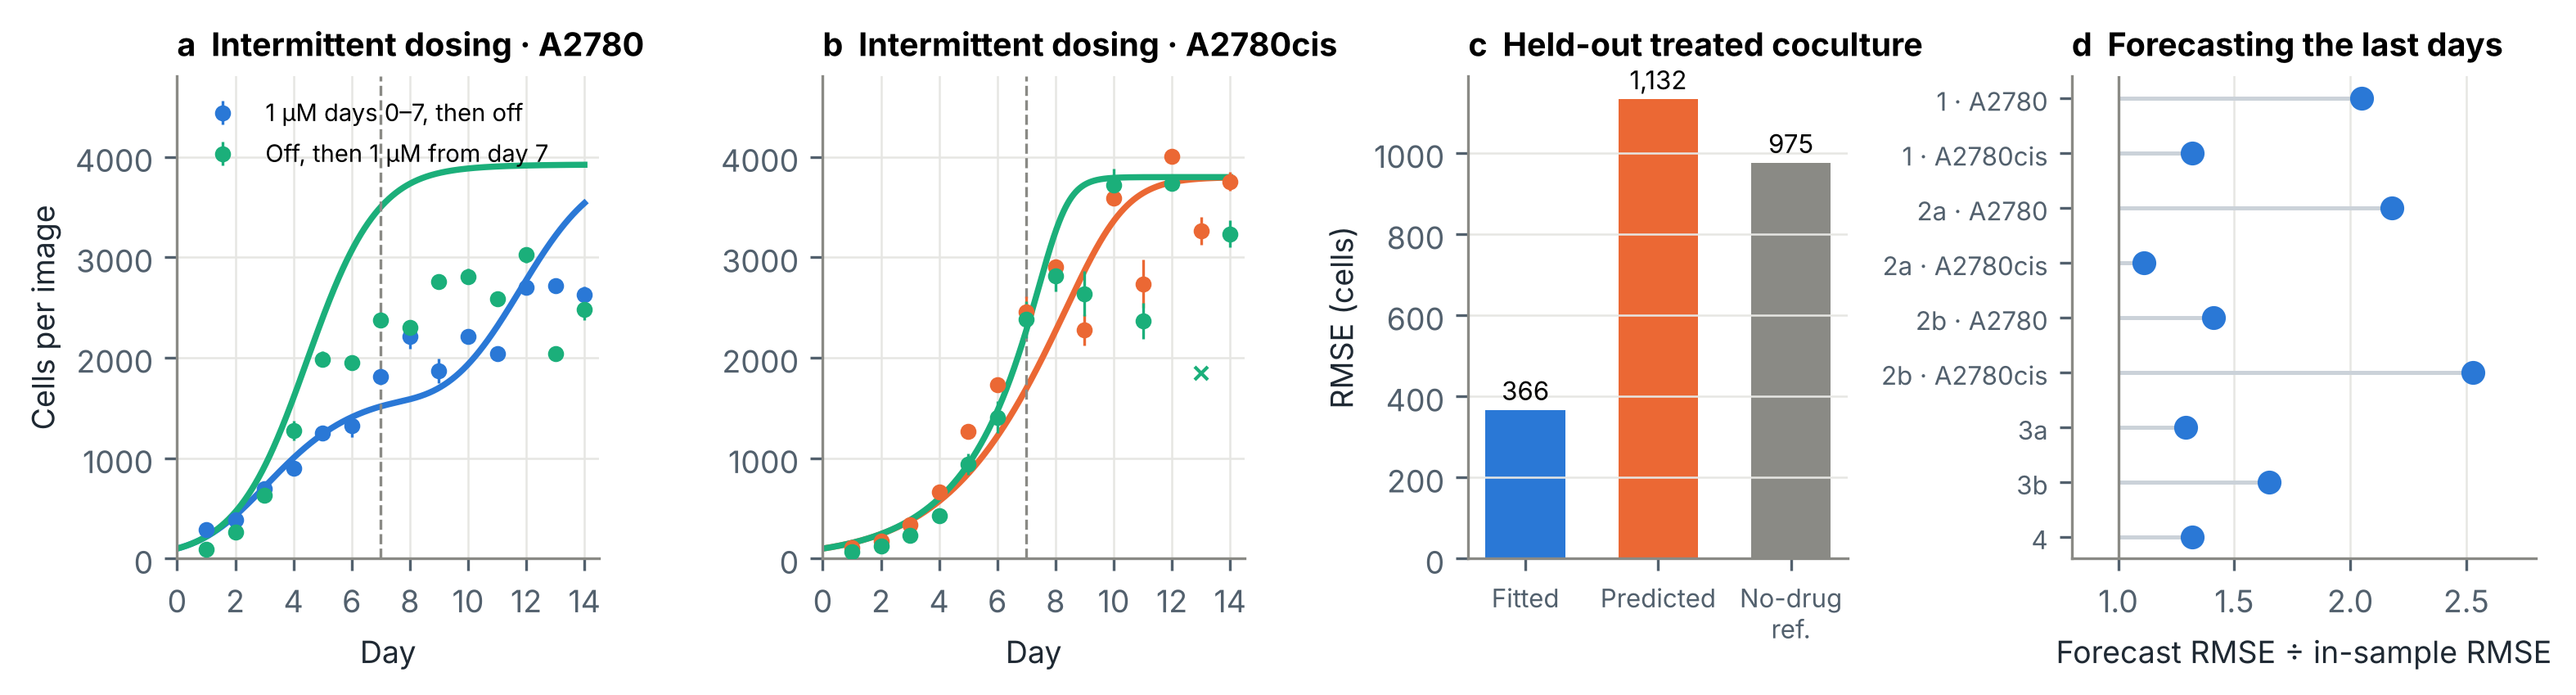 a Intermittent dosing · A2780
1 µM days 0–7, then off
Off, then 1 µM from day 7
Cells per image
4000
3000
2000
1000
0
0 2 4 6 8 10 12 14
Day
b Intermittent dosing · A2780cis
4000
3000
2000
1000
0
0 2 4 6 8 10 12 14
Day
c Held-out treated coculture
RMSE (cells)
1000
800
600
400
200
0
366
1,132
975
Fitted Predicted No-drug
ref.
d Forecasting the last days
1 · A2780
1 · A2780cis
2a · A2780
2a · A2780cis
2b · A2780
2b · A2780cis
3a
3b
4
1.0 1.5 2.0 2.5
Forecast RMSE ÷ in-sample RMSE